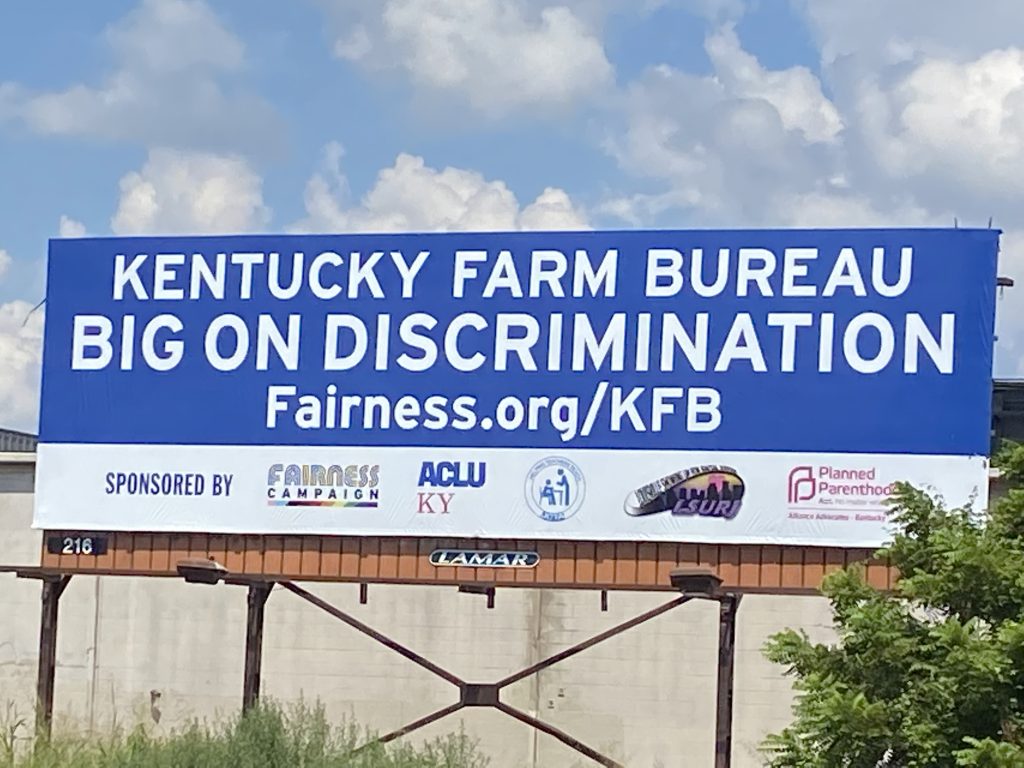 KENTUCKY FARM BUREAU
BIG ON DISCRIMINATION
Fairness.org/KFB
SPONSORED BY
FAIRNESS
CAMPAIGN
ACLU
KY
LSURJ
Planned
Parenthood
216
LAMAR